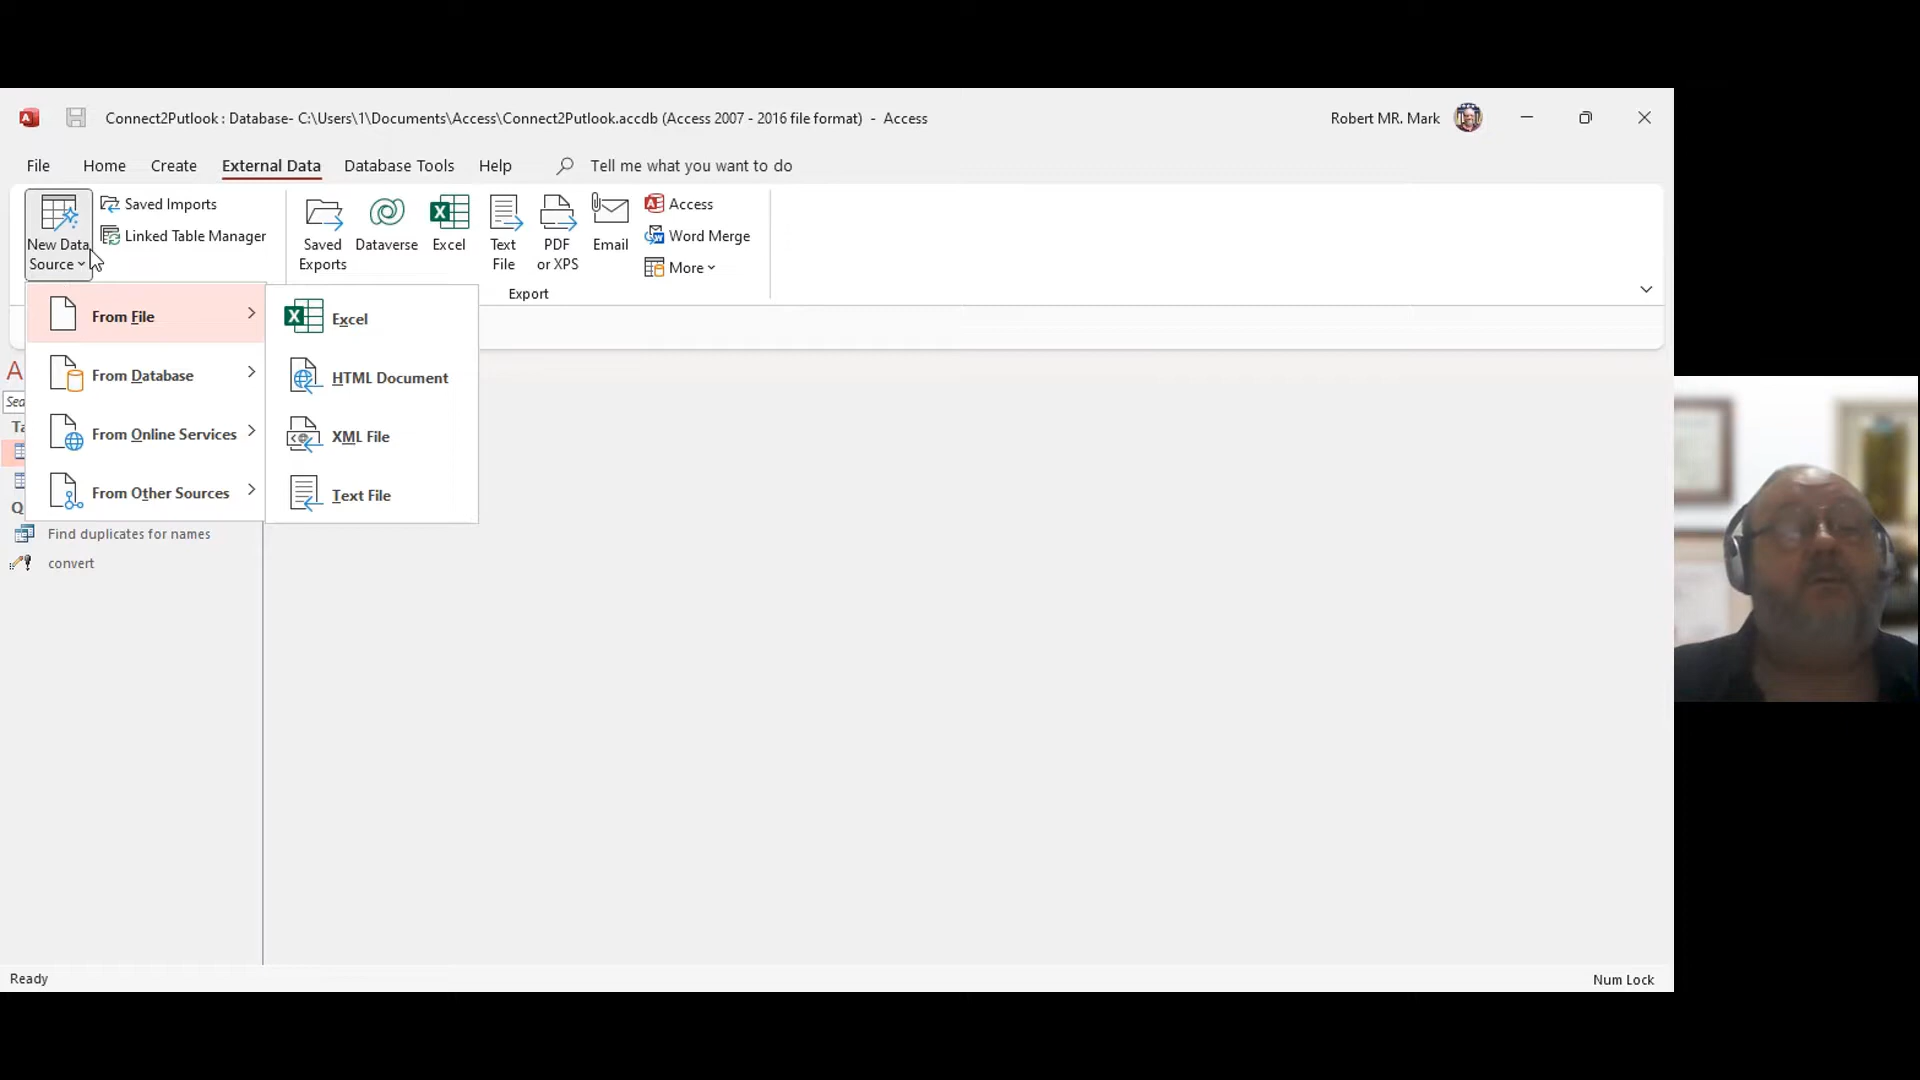 Connect2Putlook : Database- C:\Users\1\Documents\Access\Connect2Putlook.accdb (Access 2007 - 2016 file format) - Access
Robert MR. Mark
File Home Create External Data Database Tools Help Tell me what you want to do
New Data
Source
Saved Imports
Linked Table Manager
Saved
Exports
Dataverse
Excel
Text
File
PDF
or XPS
Email
Access
Word Merge
More
Export
From File
From Database
From Online Services
From Other Sources
Excel
HTML Document
XML File
Text File
A
Sea
Ta
Q
Find duplicates for names
convert
Ready
Num Lock